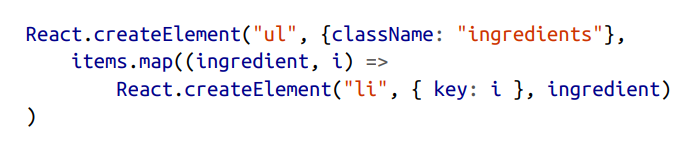 React.createElement("ul", {className: "ingredients"},
    items.map((ingredient, i) =>
        React.createElement("li", { key: i }, ingredient)
)